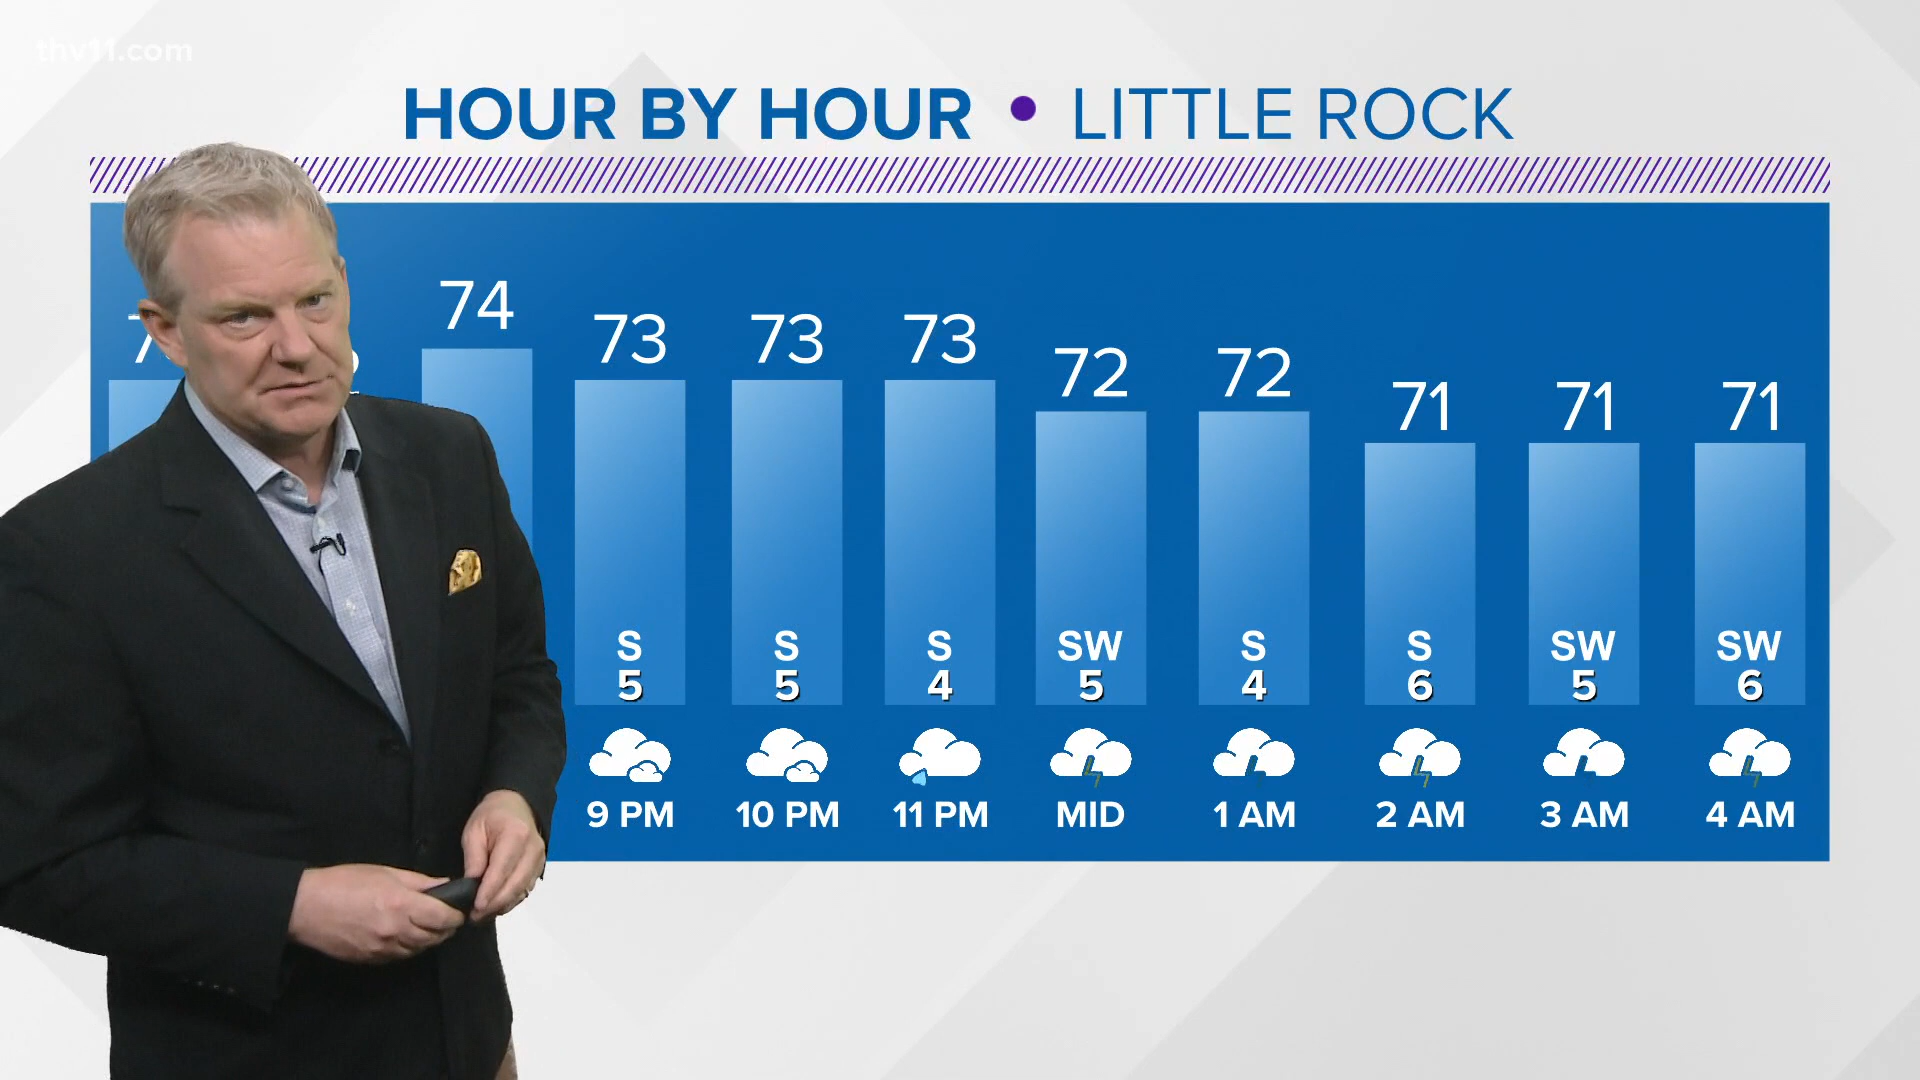 thv11.com
HOUR BY HOUR • LITTLE ROCK
74 73 73 73 72 72 71 71 71
S S S SW S S SW SW
5 5 4 5 4 6 5 6
9 PM 10 PM 11 PM MID 1 AM 2 AM 3 AM 4 AM